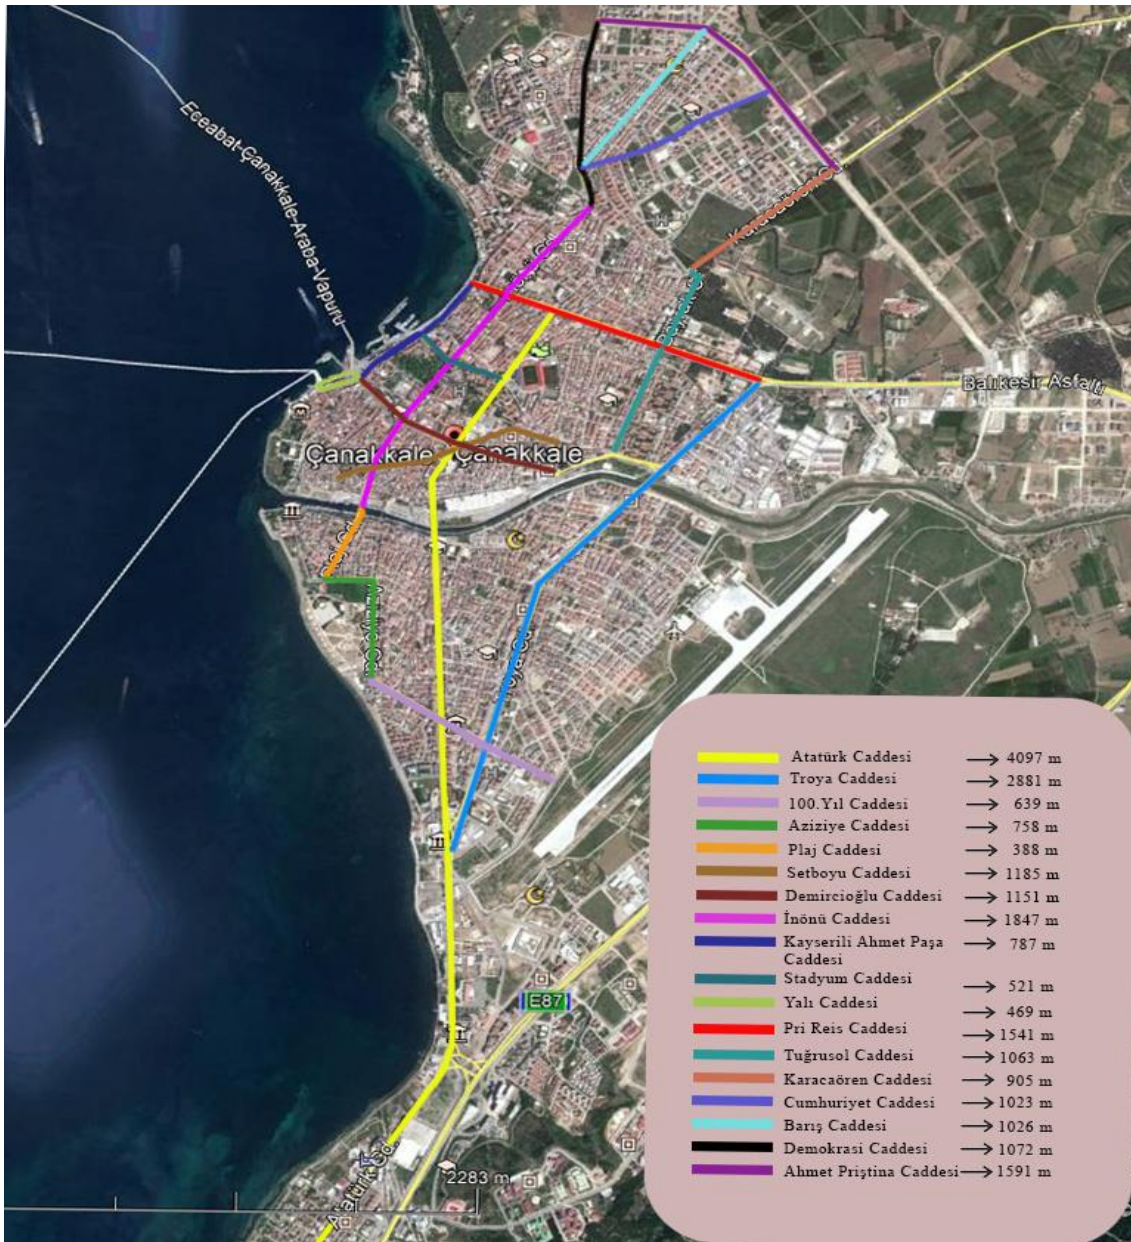 Eceabat-Çanakkale-Araba-Vapuru
Balıkesir Asfaltı
Çanakkale
Çanakkale
E87
2283 m
Atatürk Cd.
Atatürk Caddesi → 4097 m
Troya Caddesi → 2881 m
100.Yıl Caddesi → 639 m
Aziziye Caddesi → 758 m
Plaj Caddesi → 388 m
Setboyu Caddesi → 1185 m
Demircioğlu Caddesi → 1151 m
İnönü Caddesi → 1847 m
Kayserili Ahmet Paşa → 787 m
Caddesi
Stadyum Caddesi → 521 m
Yalı Caddesi → 469 m
Pri Reis Caddesi → 1541 m
Tuğrusol Caddesi → 1063 m
Karacaören Caddesi → 905 m
Cumhuriyet Caddesi → 1023 m
Barış Caddesi → 1026 m
Demokrasi Caddesi → 1072 m
Ahmet Priştina Caddesi → 1591 m